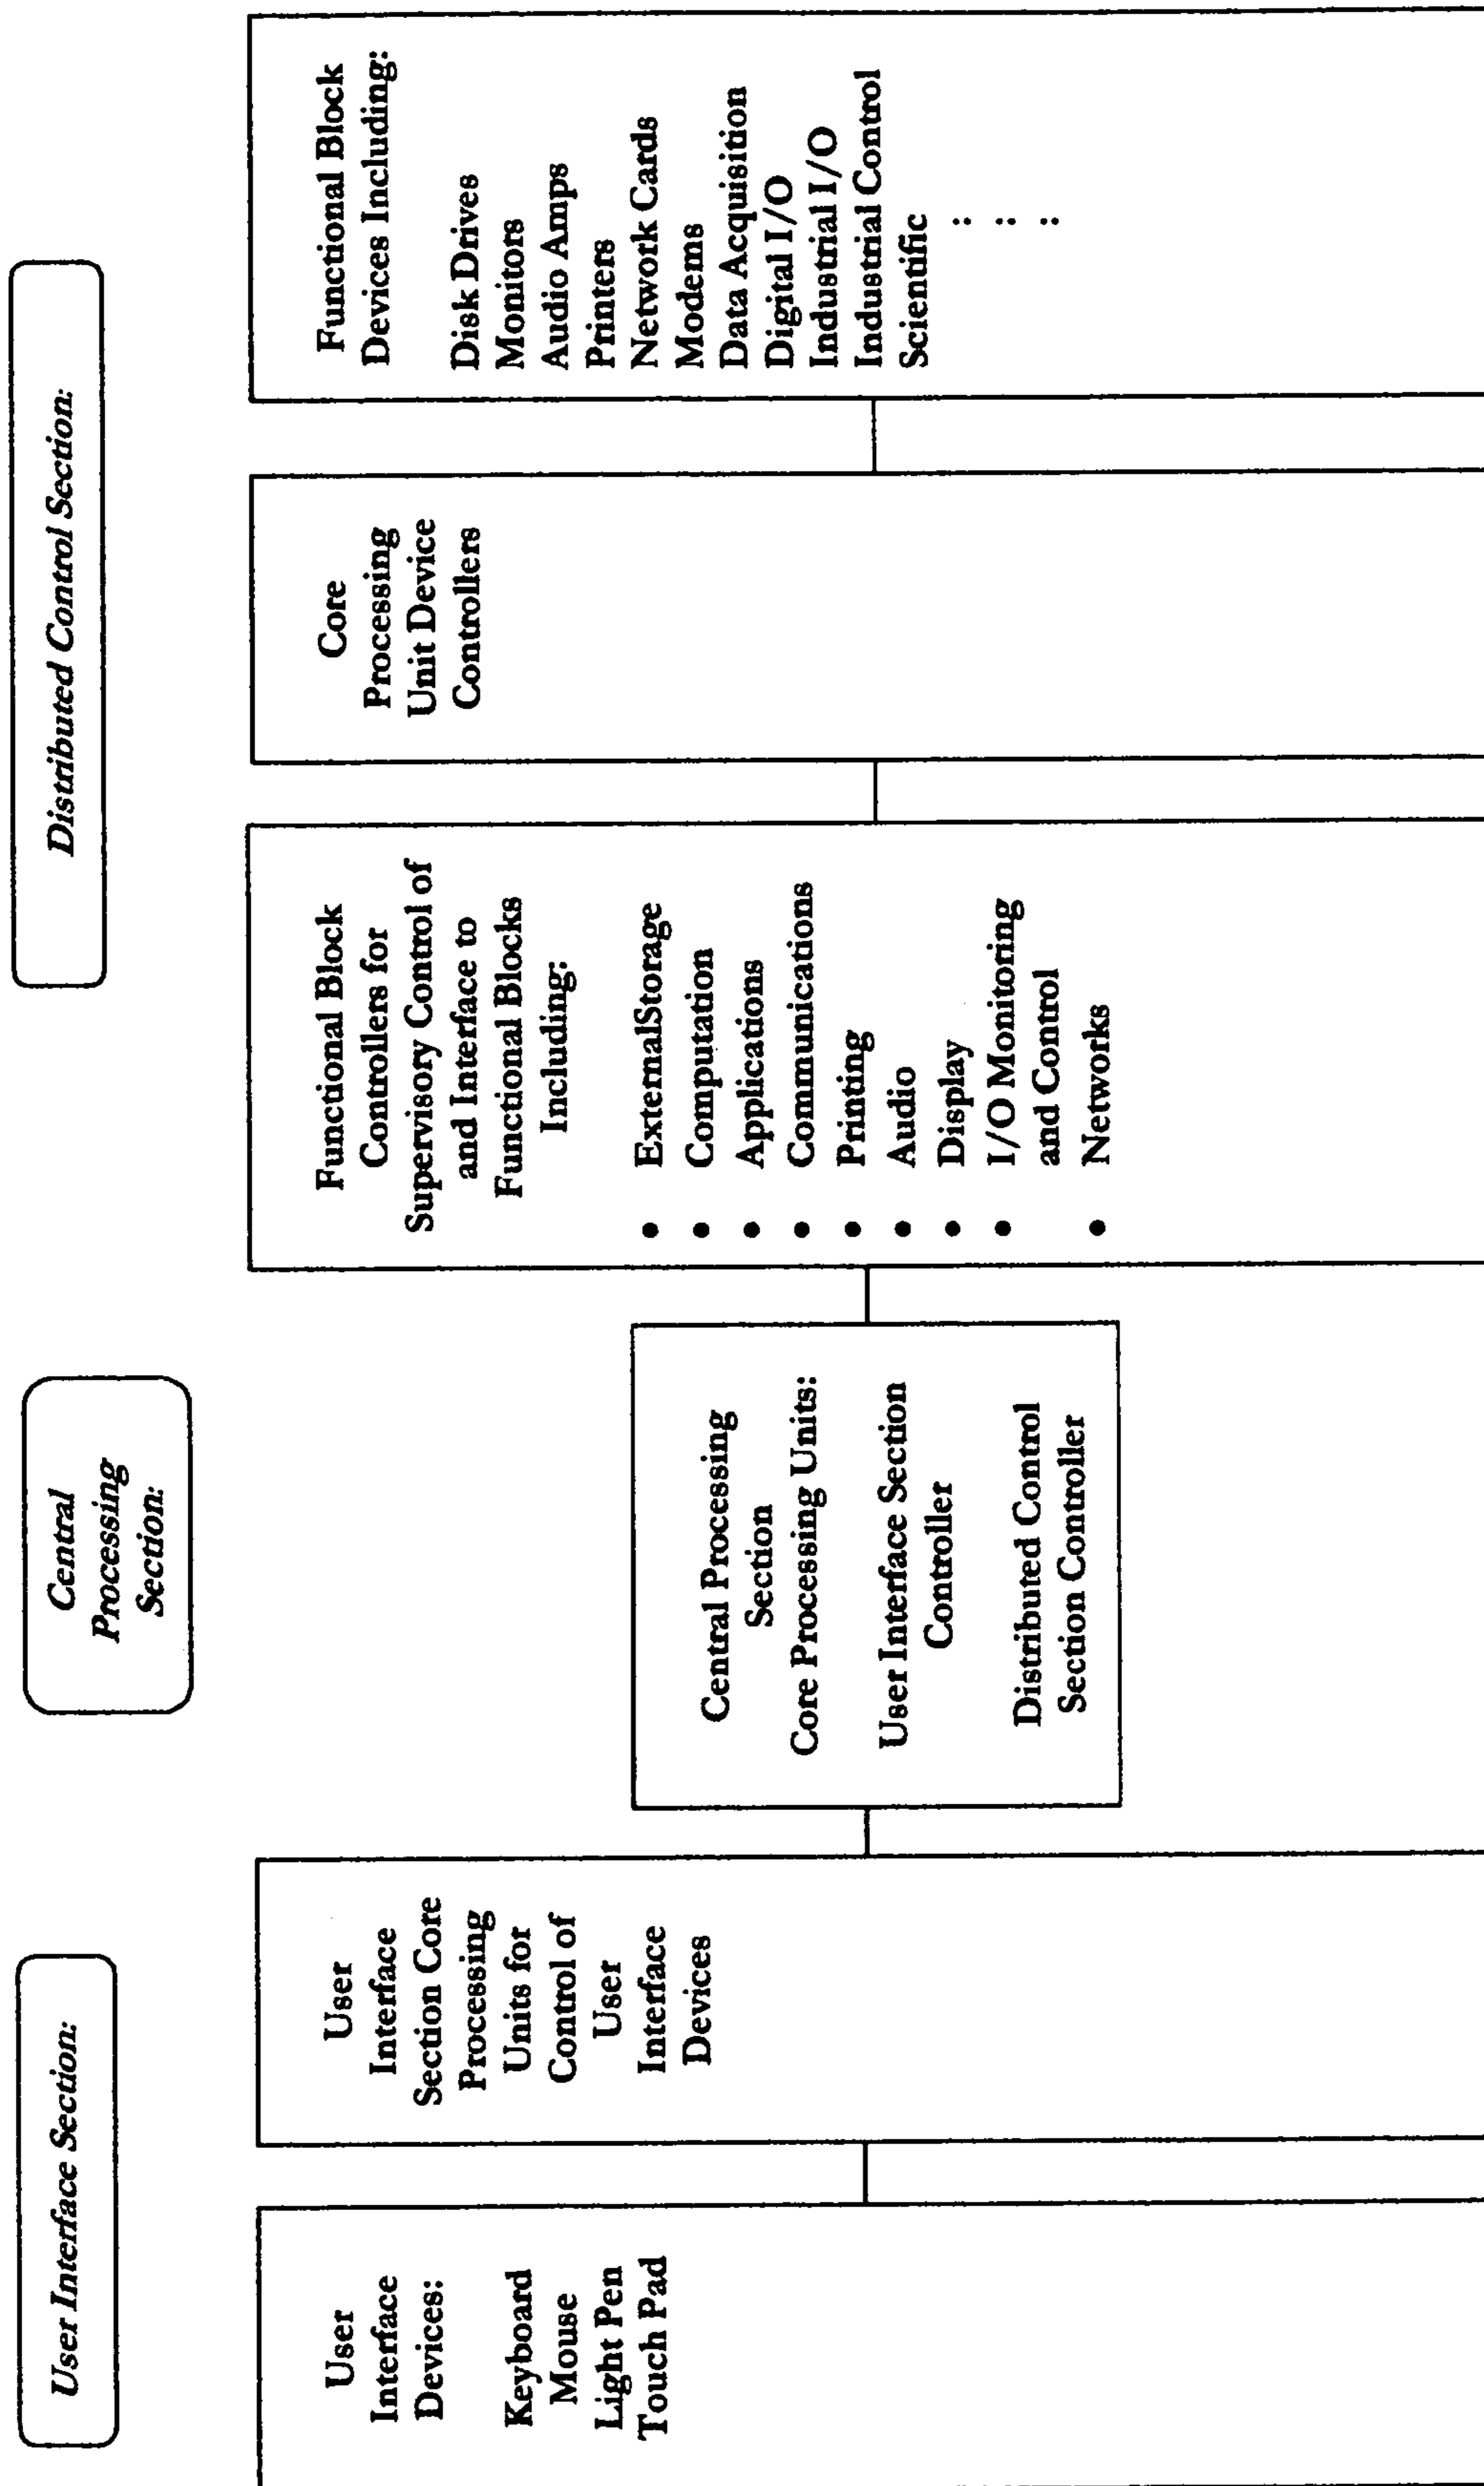 User Interface Section:
Central
Processing
Section:
Distributed Control Section:
User
Interface
Devices:
Keyboard
Mouse
Light Pen
Touch Pad
User
Interface
Section Core
Processing
Units for
Control of
User
Interface
Devices
Central Processing
Section
Core Processing Units:
User Interface Section
Controller
Distributed Control
Section Controller
Functional Block
Controllers for
Supervisory Control of
and Interface to
Functional Blocks
Including:
• ExternalStorage
• Computation
• Applications
• Communications
• Printing
• Audio
• Display
• I/O Monitoring
and Control
• Networks
Core
Processing
Unit Device
Controllers
Functional Block
Devices Including:
Disk Drives
Monitors
Audio Amps
Printers
Network Cards
Modems
Data Acquisition
Digital I/O
Industrial I/O
Industrial Control
Scientific
:
:
: